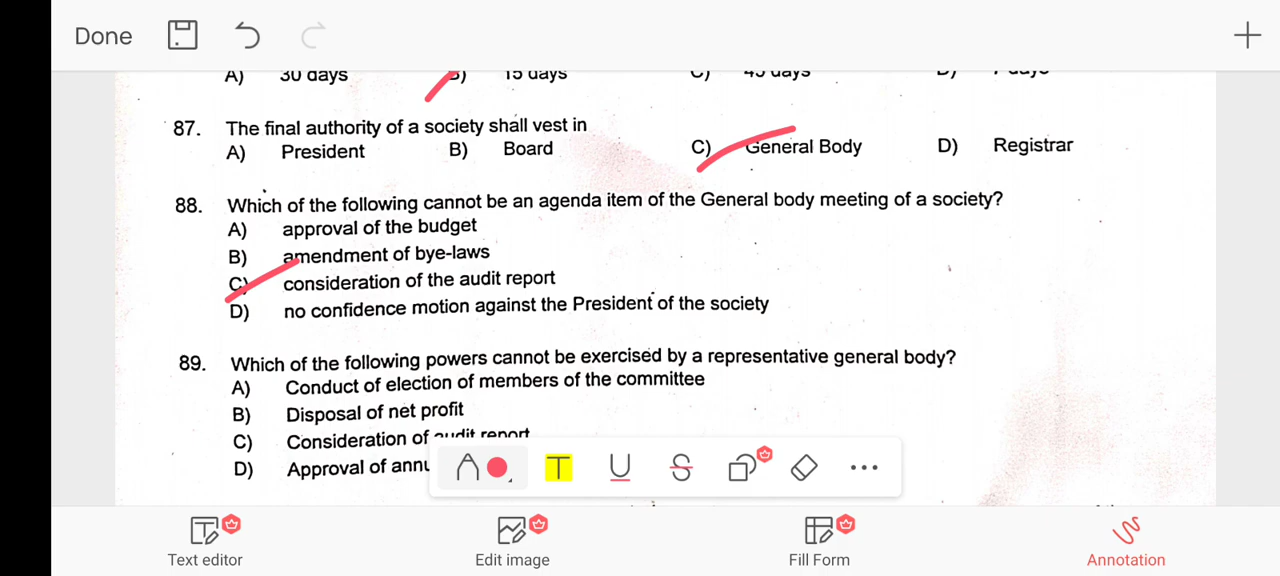 Done
A) 30 days B) 15 days C) 45 days D)
87. The final authority of a society shall vest in
A) President B) Board C) General Body D) Registrar
88. Which of the following cannot be an agenda item of the General body meeting of a society?
A) approval of the budget
B) amendment of bye-laws
C) consideration of the audit report
D) no confidence motion against the President of the society
89. Which of the following powers cannot be exercised by a representative general body?
A) Conduct of election of members of the committee
B) Disposal of net profit
C) Consideration of audit report
D) Approval of
T U S
Text editor Edit image Fill Form Annotation